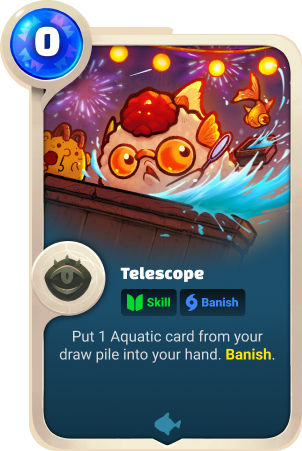 0
Telescope
Skill Banish
Put 1 Aquatic card from your
draw pile into your hand. Banish.